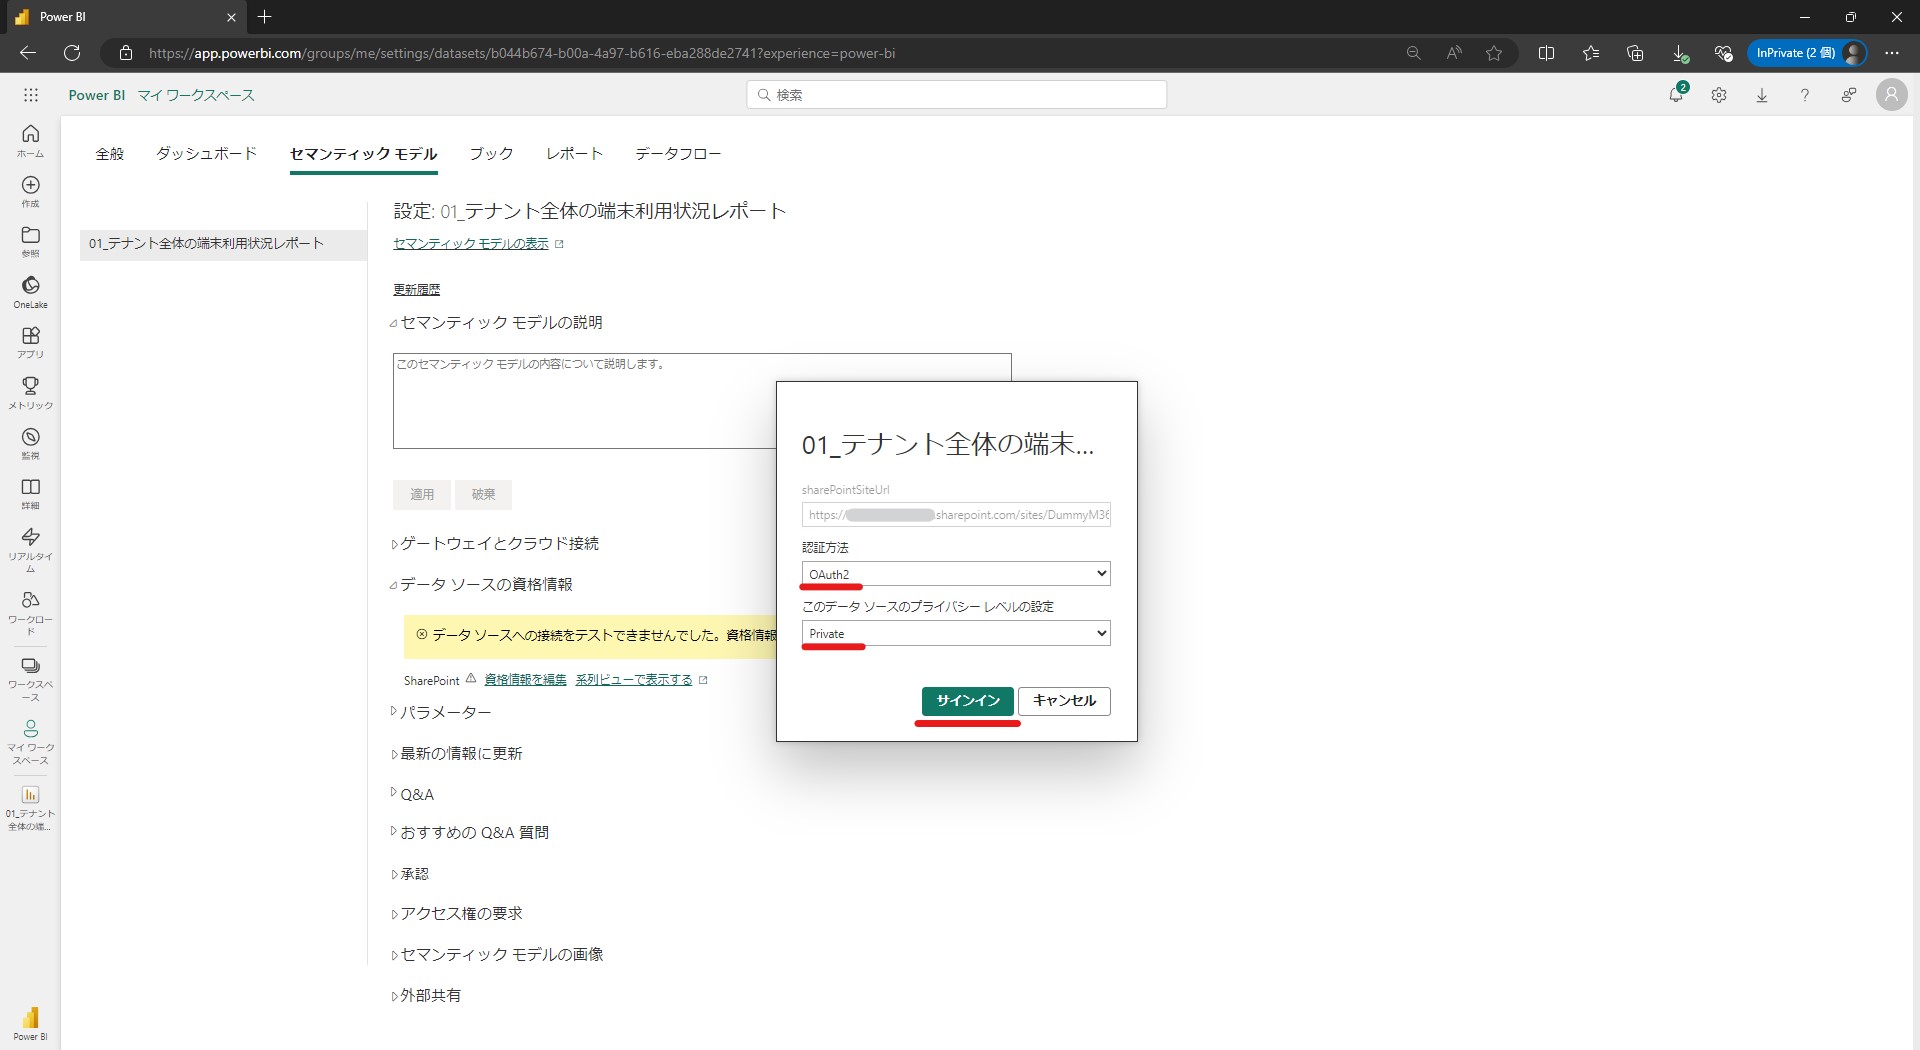 Power BI
https://app.powerbi.com/groups/me/settings/datasets/b044b674-b00a-4a97-b616-eba288de2741?experience=power-bi
InPrivate (2 個)
Power BI マイ ワークスペース
検索
2
ホーム
作成
参照
OneLake
アプリ
メトリック
監視
詳細
リアルタイ
ム
ワークロー
ド
ワークスペ
ース
マイ ワーク
スペース
01_テナント
全体の端...
Power BI
全般
ダッシュボード
セマンティック モデル
ブック
レポート
データフロー
01_テナント全体の端末利用状況レポート
設定: 01_テナント全体の端末利用状況レポート
セマンティック モデルの表示
更新履歴
セマンティック モデルの説明
このセマンティック モデルの内容について説明します。
適用
破棄
ゲートウェイとクラウド接続
データ ソースの資格情報
データ ソースへの接続をテストできませんでした。資格情報
SharePoint 資格情報を編集 系列ビューで表示する
パラメーター
最新の情報に更新
Q&A
おすすめの Q&A 質問
承認
アクセス権の要求
セマンティック モデルの画像
外部共有
01_テナント全体の端末...
sharePointSiteUrl
https:// .sharepoint.com/sites/DummyM36
認証方法
OAuth2
このデータ ソースのプライバシー レベルの設定
Private
サインイン
キャンセル